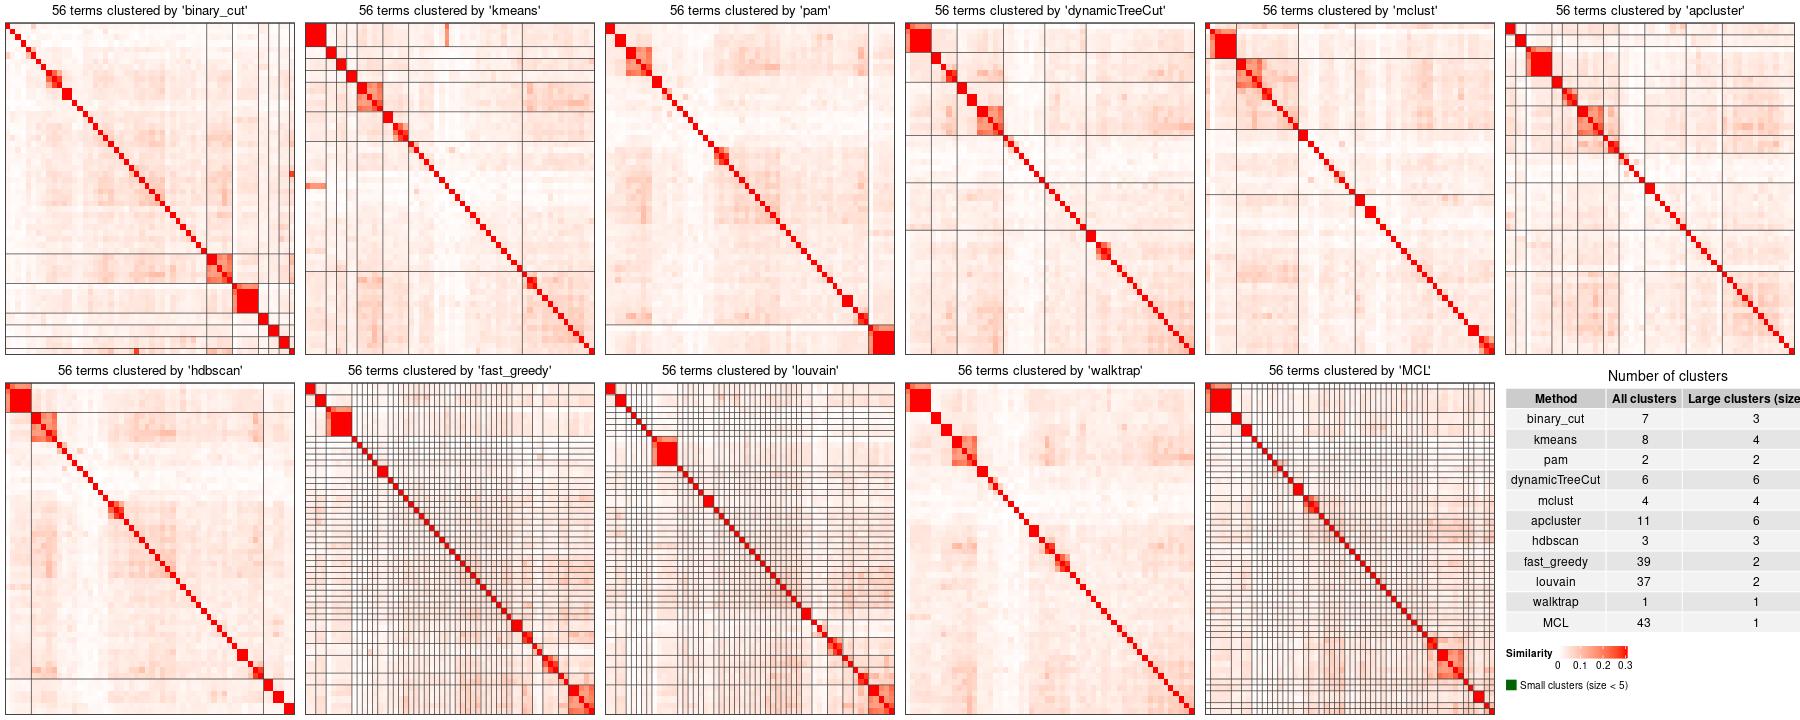 56 terms clustered by 'binary_cut'
56 terms clustered by 'kmeans'
56 terms clustered by 'pam'
56 terms clustered by 'dynamicTreeCut'
56 terms clustered by 'mclust'
56 terms clustered by 'apcluster'
56 terms clustered by 'hdbscan'
56 terms clustered by 'fast_greedy'
56 terms clustered by 'louvain'
56 terms clustered by 'walktrap'
56 terms clustered by 'MCL'
Number of clusters
Method All clusters Large clusters (size
binary_cut 7 3
kmeans 8 4
pam 2 2
dynamicTreeCut 6 6
mclust 4 4
apcluster 11 6
hdbscan 3 3
fast_greedy 39 2
louvain 37 2
walktrap 1 1
MCL 43 1
Similarity
0 0.1 0.2 0.3
Small clusters (size < 5)